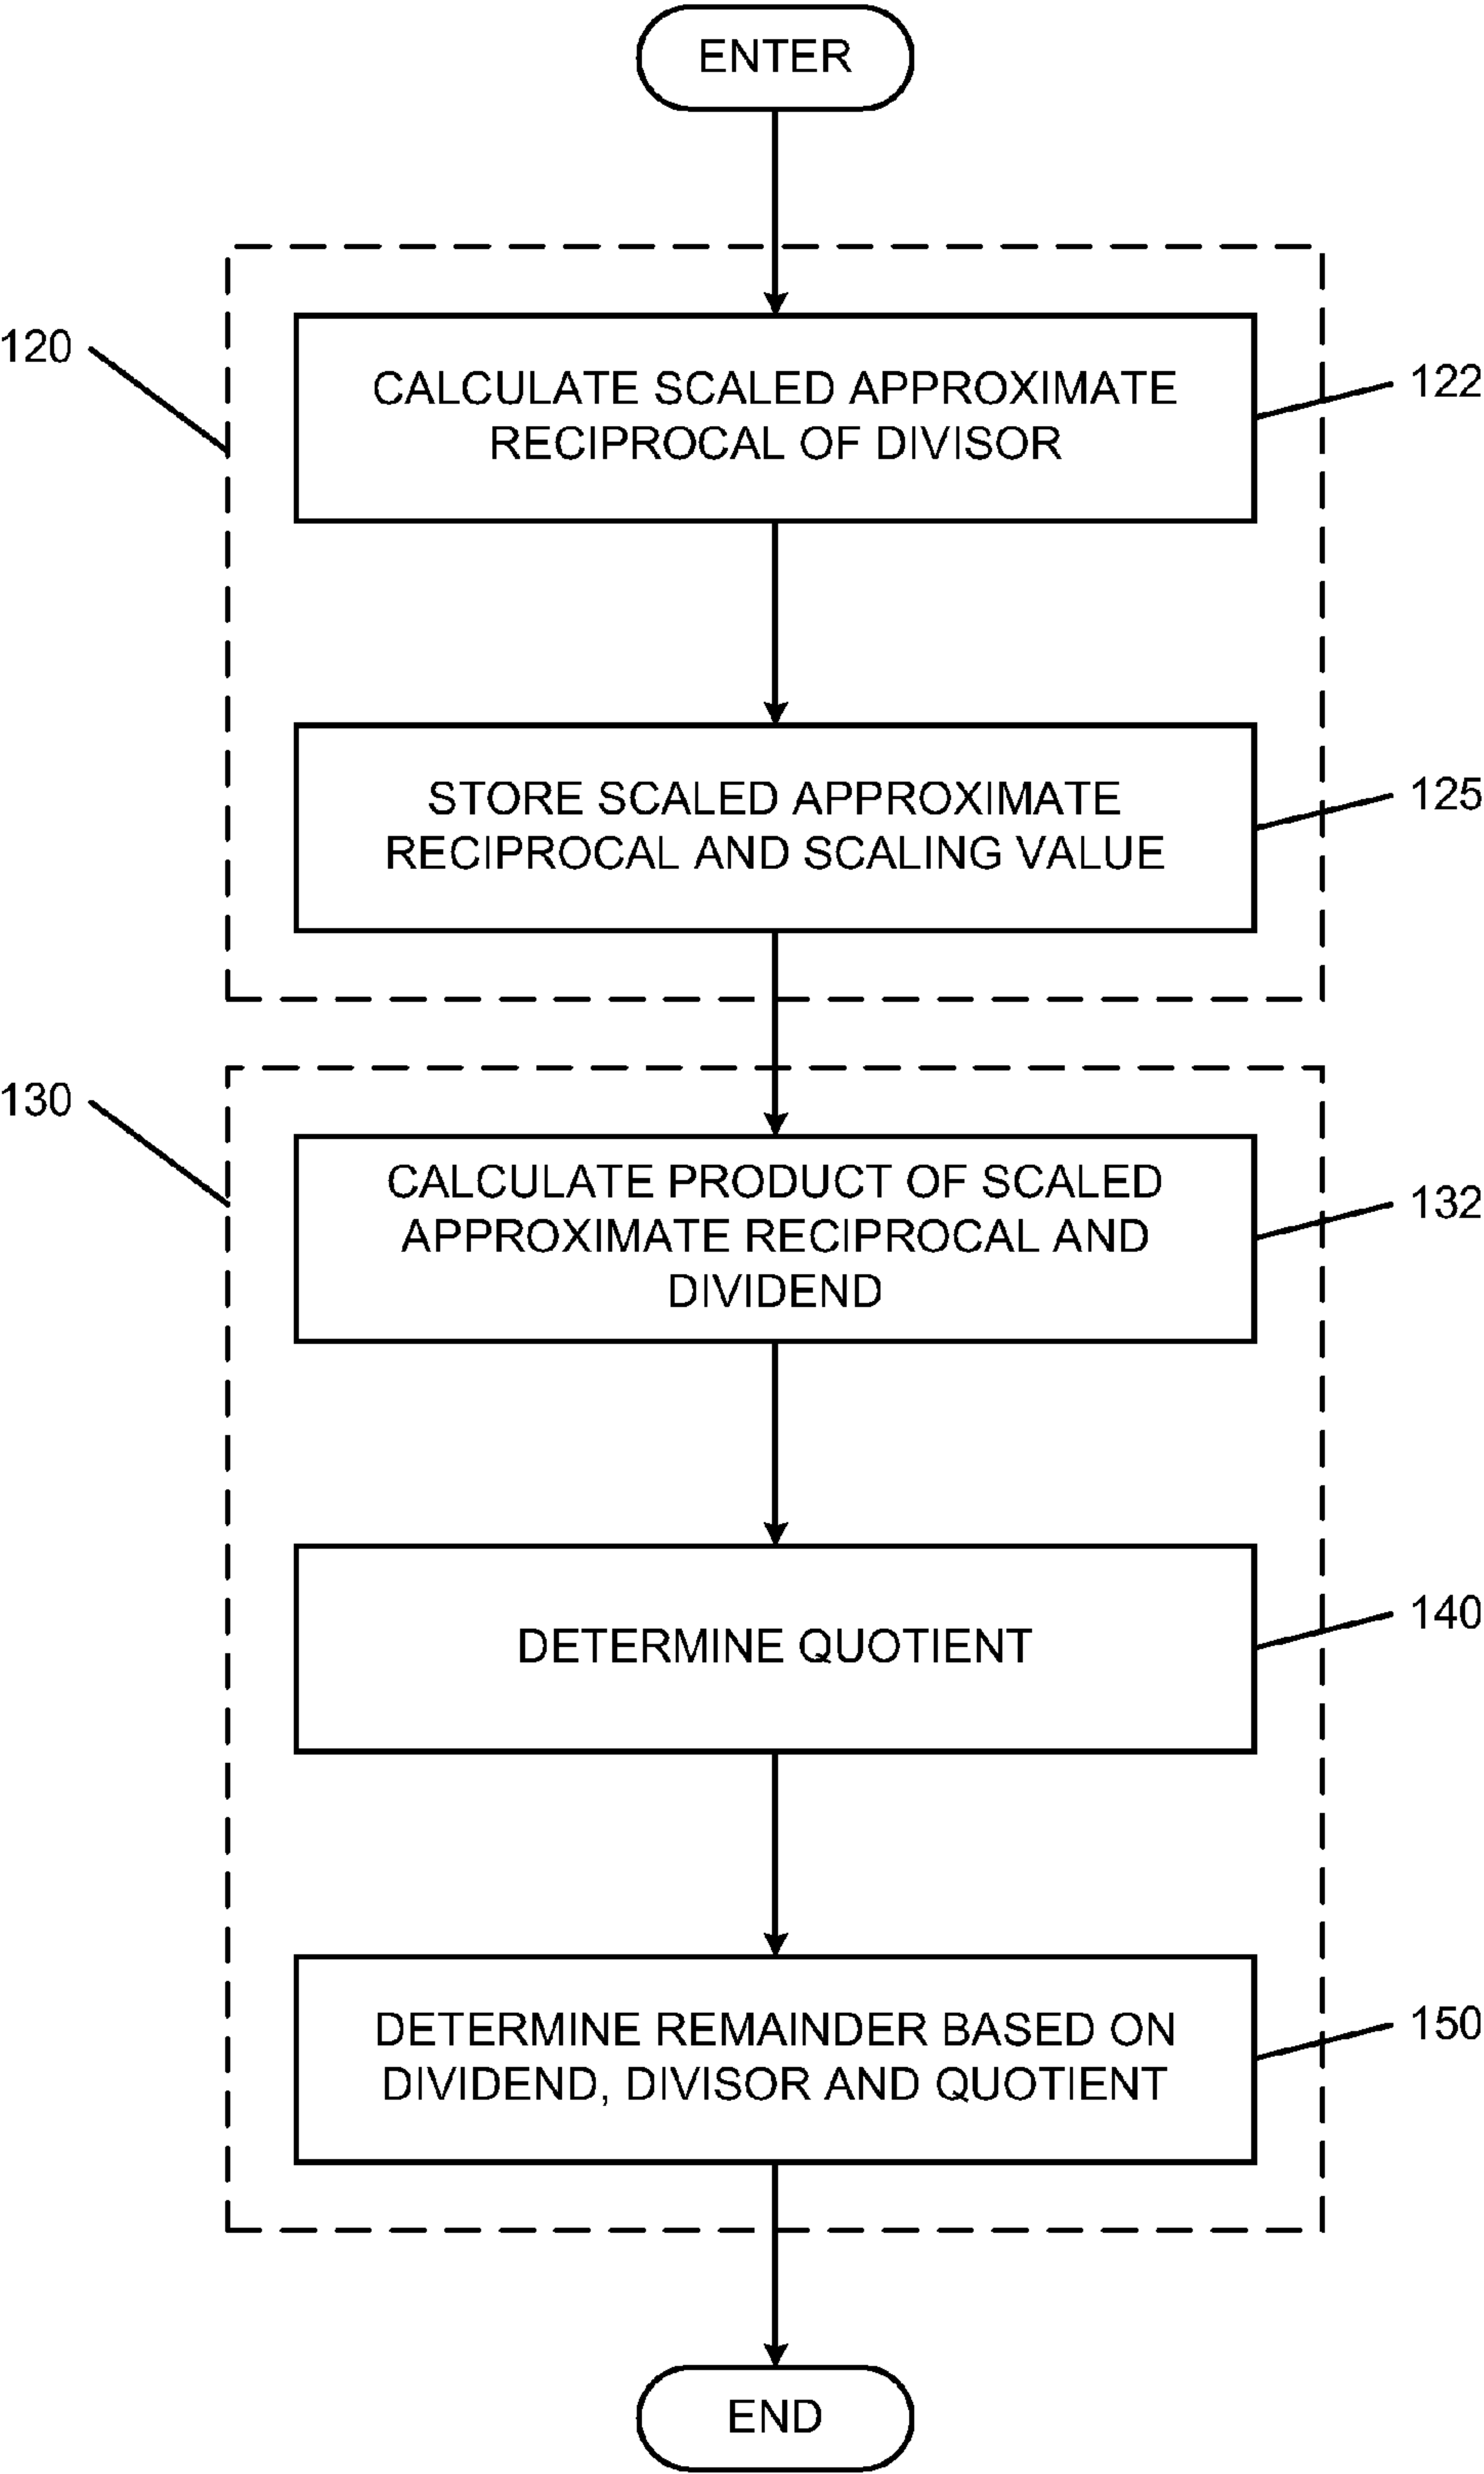 ENTER
120
CALCULATE SCALED APPROXIMATE
RECIPROCAL OF DIVISOR
122
STORE SCALED APPROXIMATE
RECIPROCAL AND SCALING VALUE
125
130
CALCULATE PRODUCT OF SCALED
APPROXIMATE RECIPROCAL AND
DIVIDEND
132
DETERMINE QUOTIENT
140
DETERMINE REMAINDER BASED ON
DIVIDEND, DIVISOR AND QUOTIENT
150
END